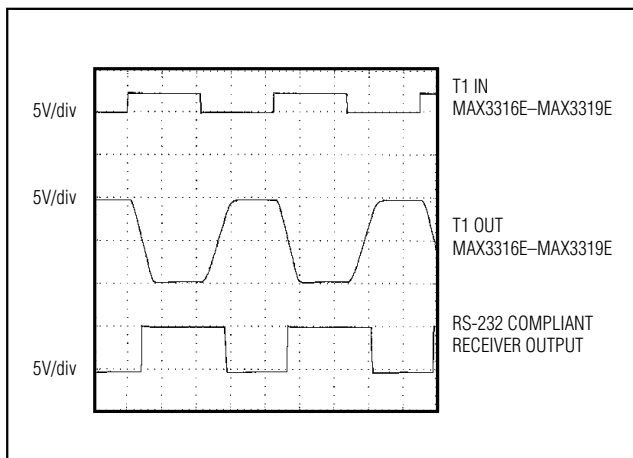 5V/div
T1 IN
MAX3316E–MAX3319E
5V/div
T1 OUT
MAX3316E–MAX3319E
5V/div
RS-232 COMPLIANT
RECEIVER OUTPUT